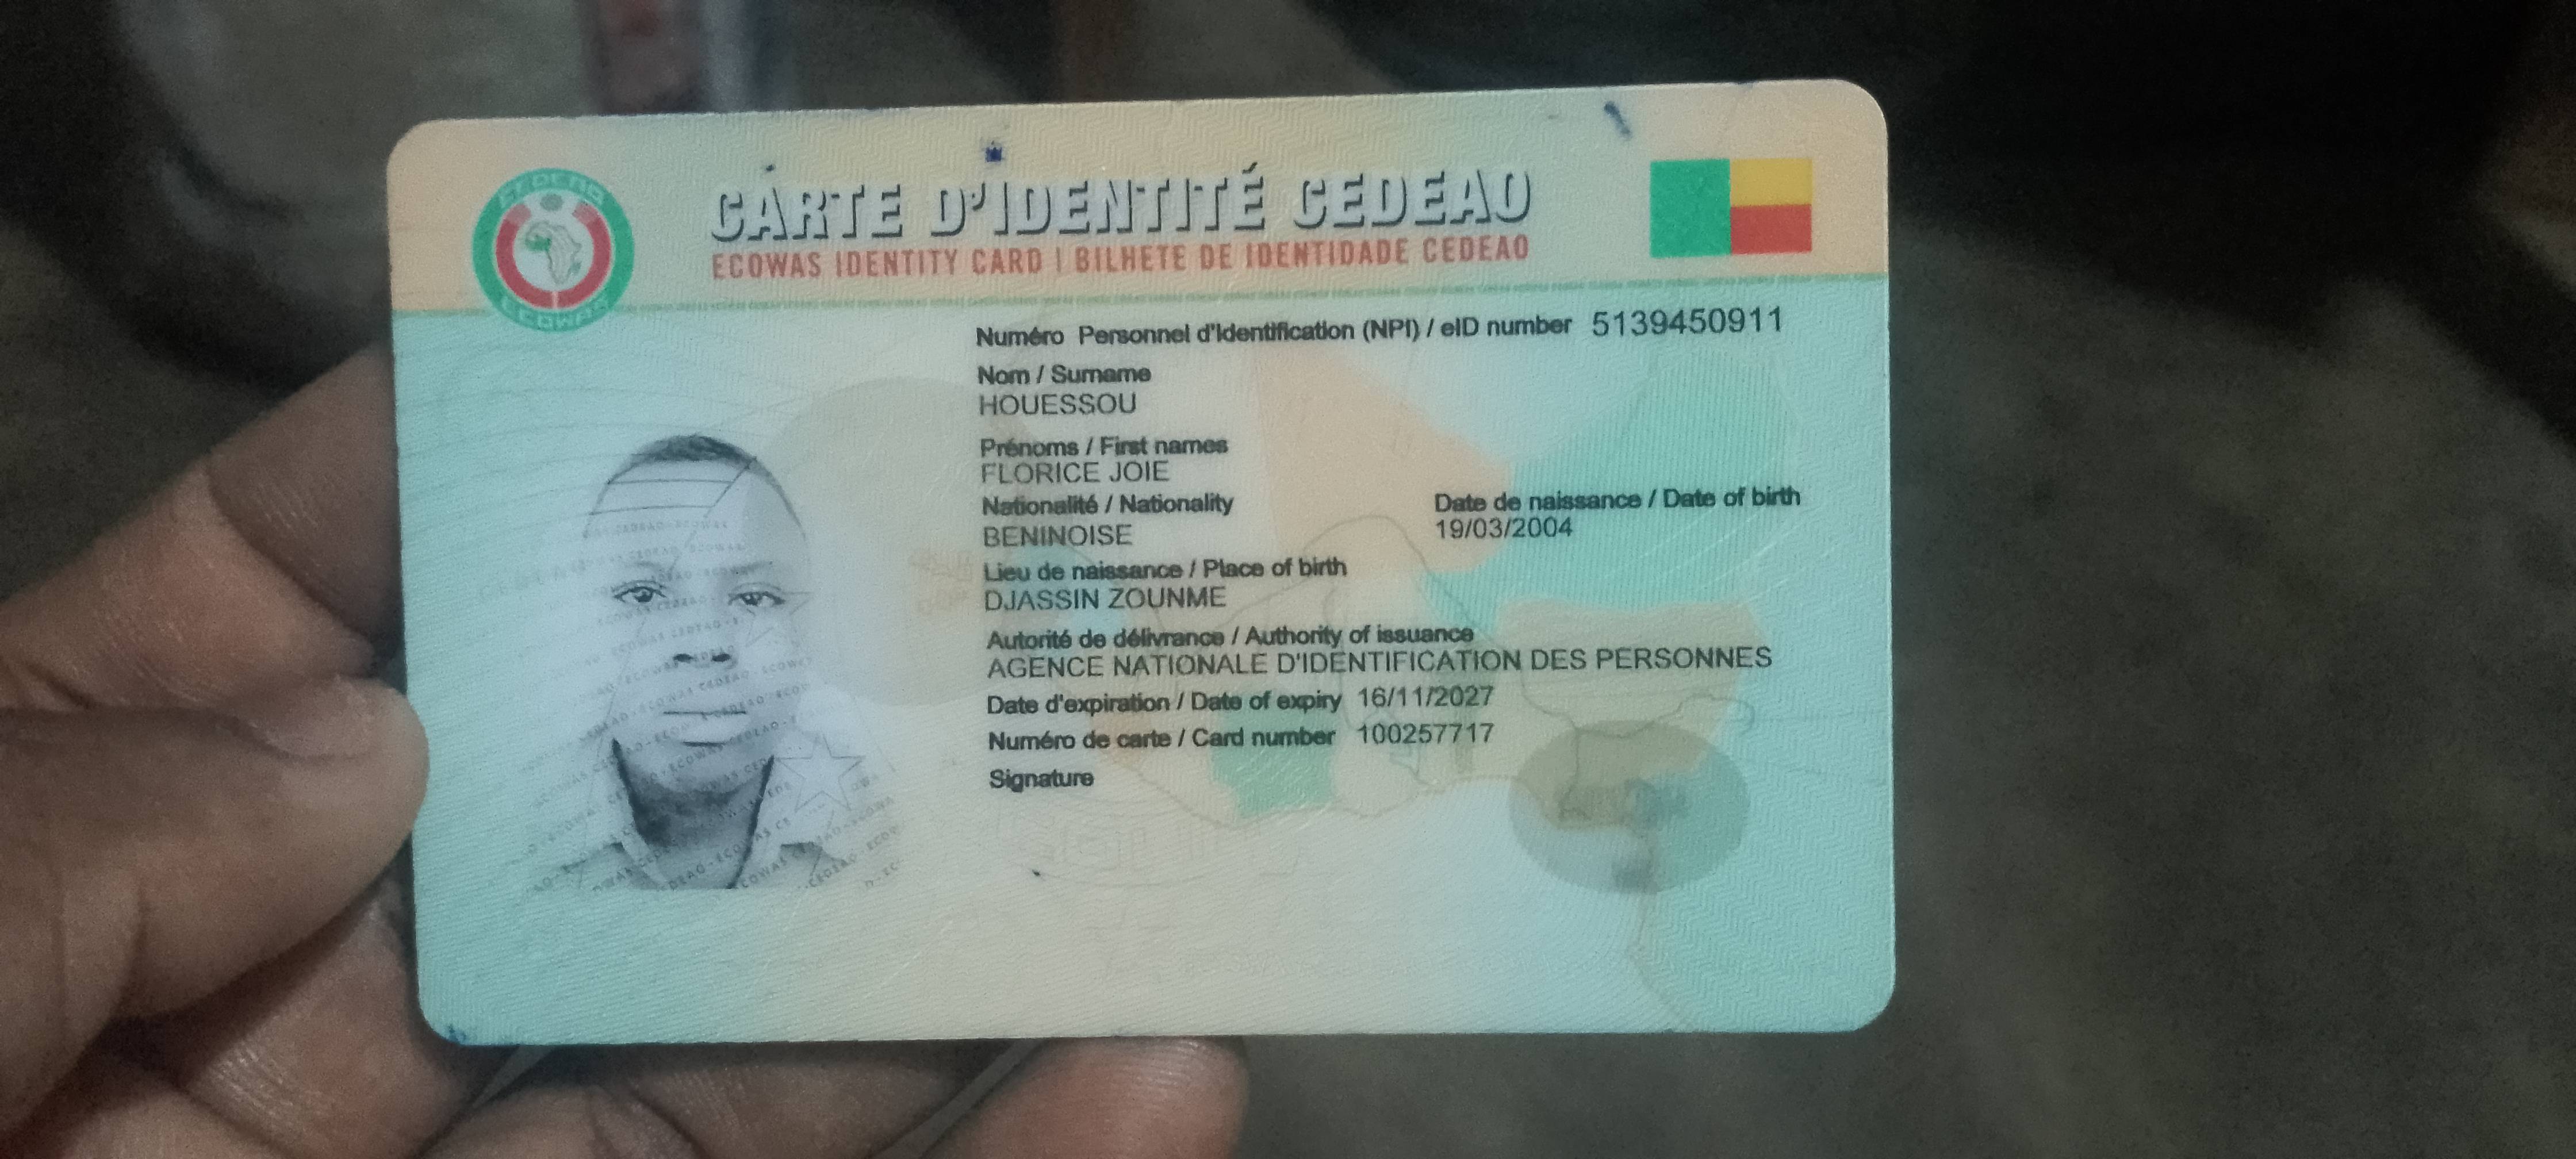 CEDEAO
ECOWAS
CARTE D'IDENTITÉ CEDEAO
ECOWAS IDENTITY CARD | BILHETE DE IDENTIDADE CEDEAO
Numéro Personnel d'Identification (NPI) / eID number 5139450911
Nom / Surname
HOUESSOU
Prénoms / First names
FLORICE JOIE
Nationalité / Nationality
BENINOISE
Date de naissance / Date of birth
19/03/2004
Lieu de naissance / Place of birth
DJASSIN ZOUNME
Autorité de délivrance / Authority of issuance
AGENCE NATIONALE D'IDENTIFICATION DES PERSONNES
Date d'expiration / Date of expiry 16/11/2027
Numéro de carte / Card number 100257717
Signature